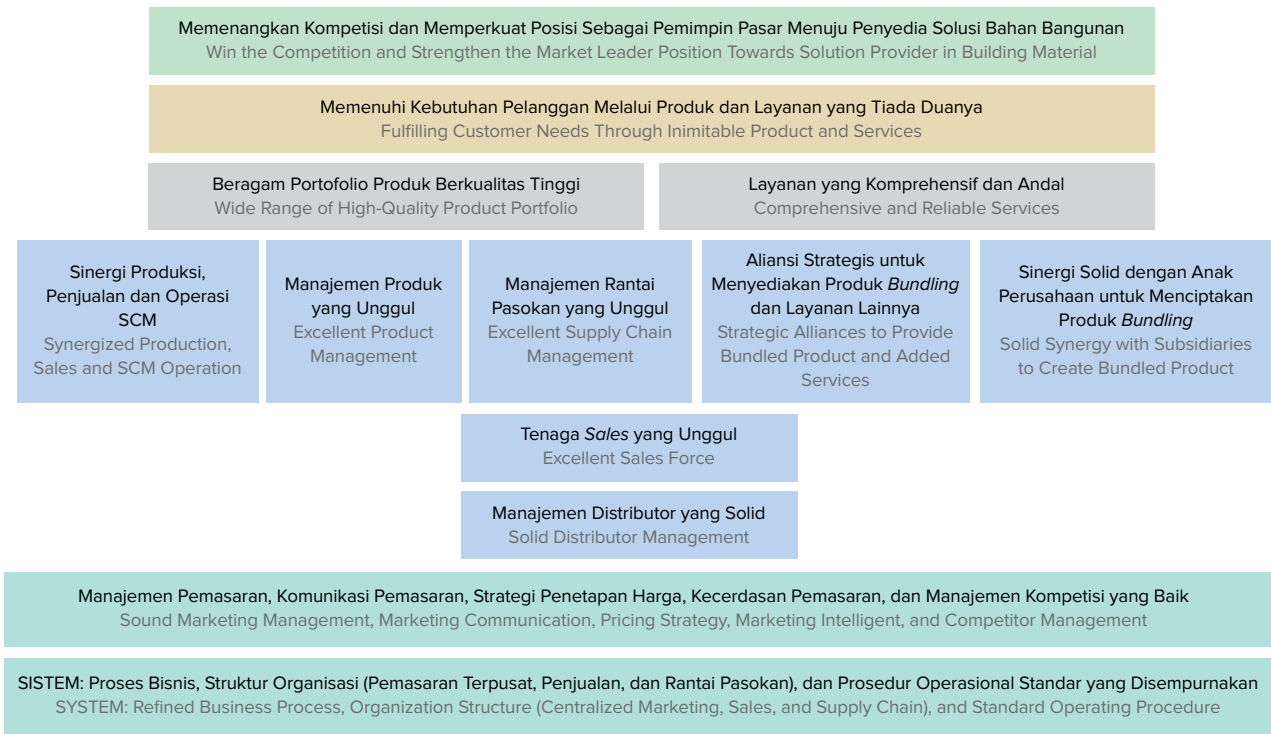 Memenangkan Kompetisi dan Memperkuat Posisi Sebagai Pemimpin Pasar Menuju Penyedia Solusi Bahan Bangunan
Win the Competition and Strengthen the Market Leader Position Towards Solution Provider in Building Material
Memenuhi Kebutuhan Pelanggan Melalui Produk dan Layanan yang Tiada Duanya
Fulfilling Customer Needs Through Inimitable Product and Services
Beragam Portofolio Produk Berkualitas Tinggi
Wide Range of High-Quality Product Portfolio
Layanan yang Komprehensif dan Andal
Comprehensive and Reliable Services
Sinergi Produksi,
Penjualan dan Operasi
SCM
Synergized Production,
Sales and SCM Operation
Manajemen Produk
yang Unggul
Excellent Product
Management
Manajemen Rantai
Pasokan yang Unggul
Excellent Supply Chain
Management
Aliansi Strategis untuk
Menyediakan Produk Bundling
dan Layanan Lainnya
Strategic Alliances to Provide
Bundled Product and Added
Services
Sinergi Solid dengan Anak
Perusahaan untuk Menciptakan
Produk Bundling
Solid Synergy with Subsidiaries
to Create Bundled Product
Tenaga Sales yang Unggul
Excellent Sales Force
Manajemen Distributor yang Solid
Solid Distributor Management
Manajemen Pemasaran, Komunikasi Pemasaran, Strategi Penetapan Harga, Kecerdasan Pemasaran, dan Manajemen Kompetisi yang Baik
Sound Marketing Management, Marketing Communication, Pricing Strategy, Marketing Intelligent, and Competitor Management
SISTEM: Proses Bisnis, Struktur Organisasi (Pemasaran Terpusat, Penjualan, dan Rantai Pasokan), dan Prosedur Operasional Standar yang Disempurnakan
SYSTEM: Refined Business Process, Organization Structure (Centralized Marketing, Sales, and Supply Chain), and Standard Operating Procedure